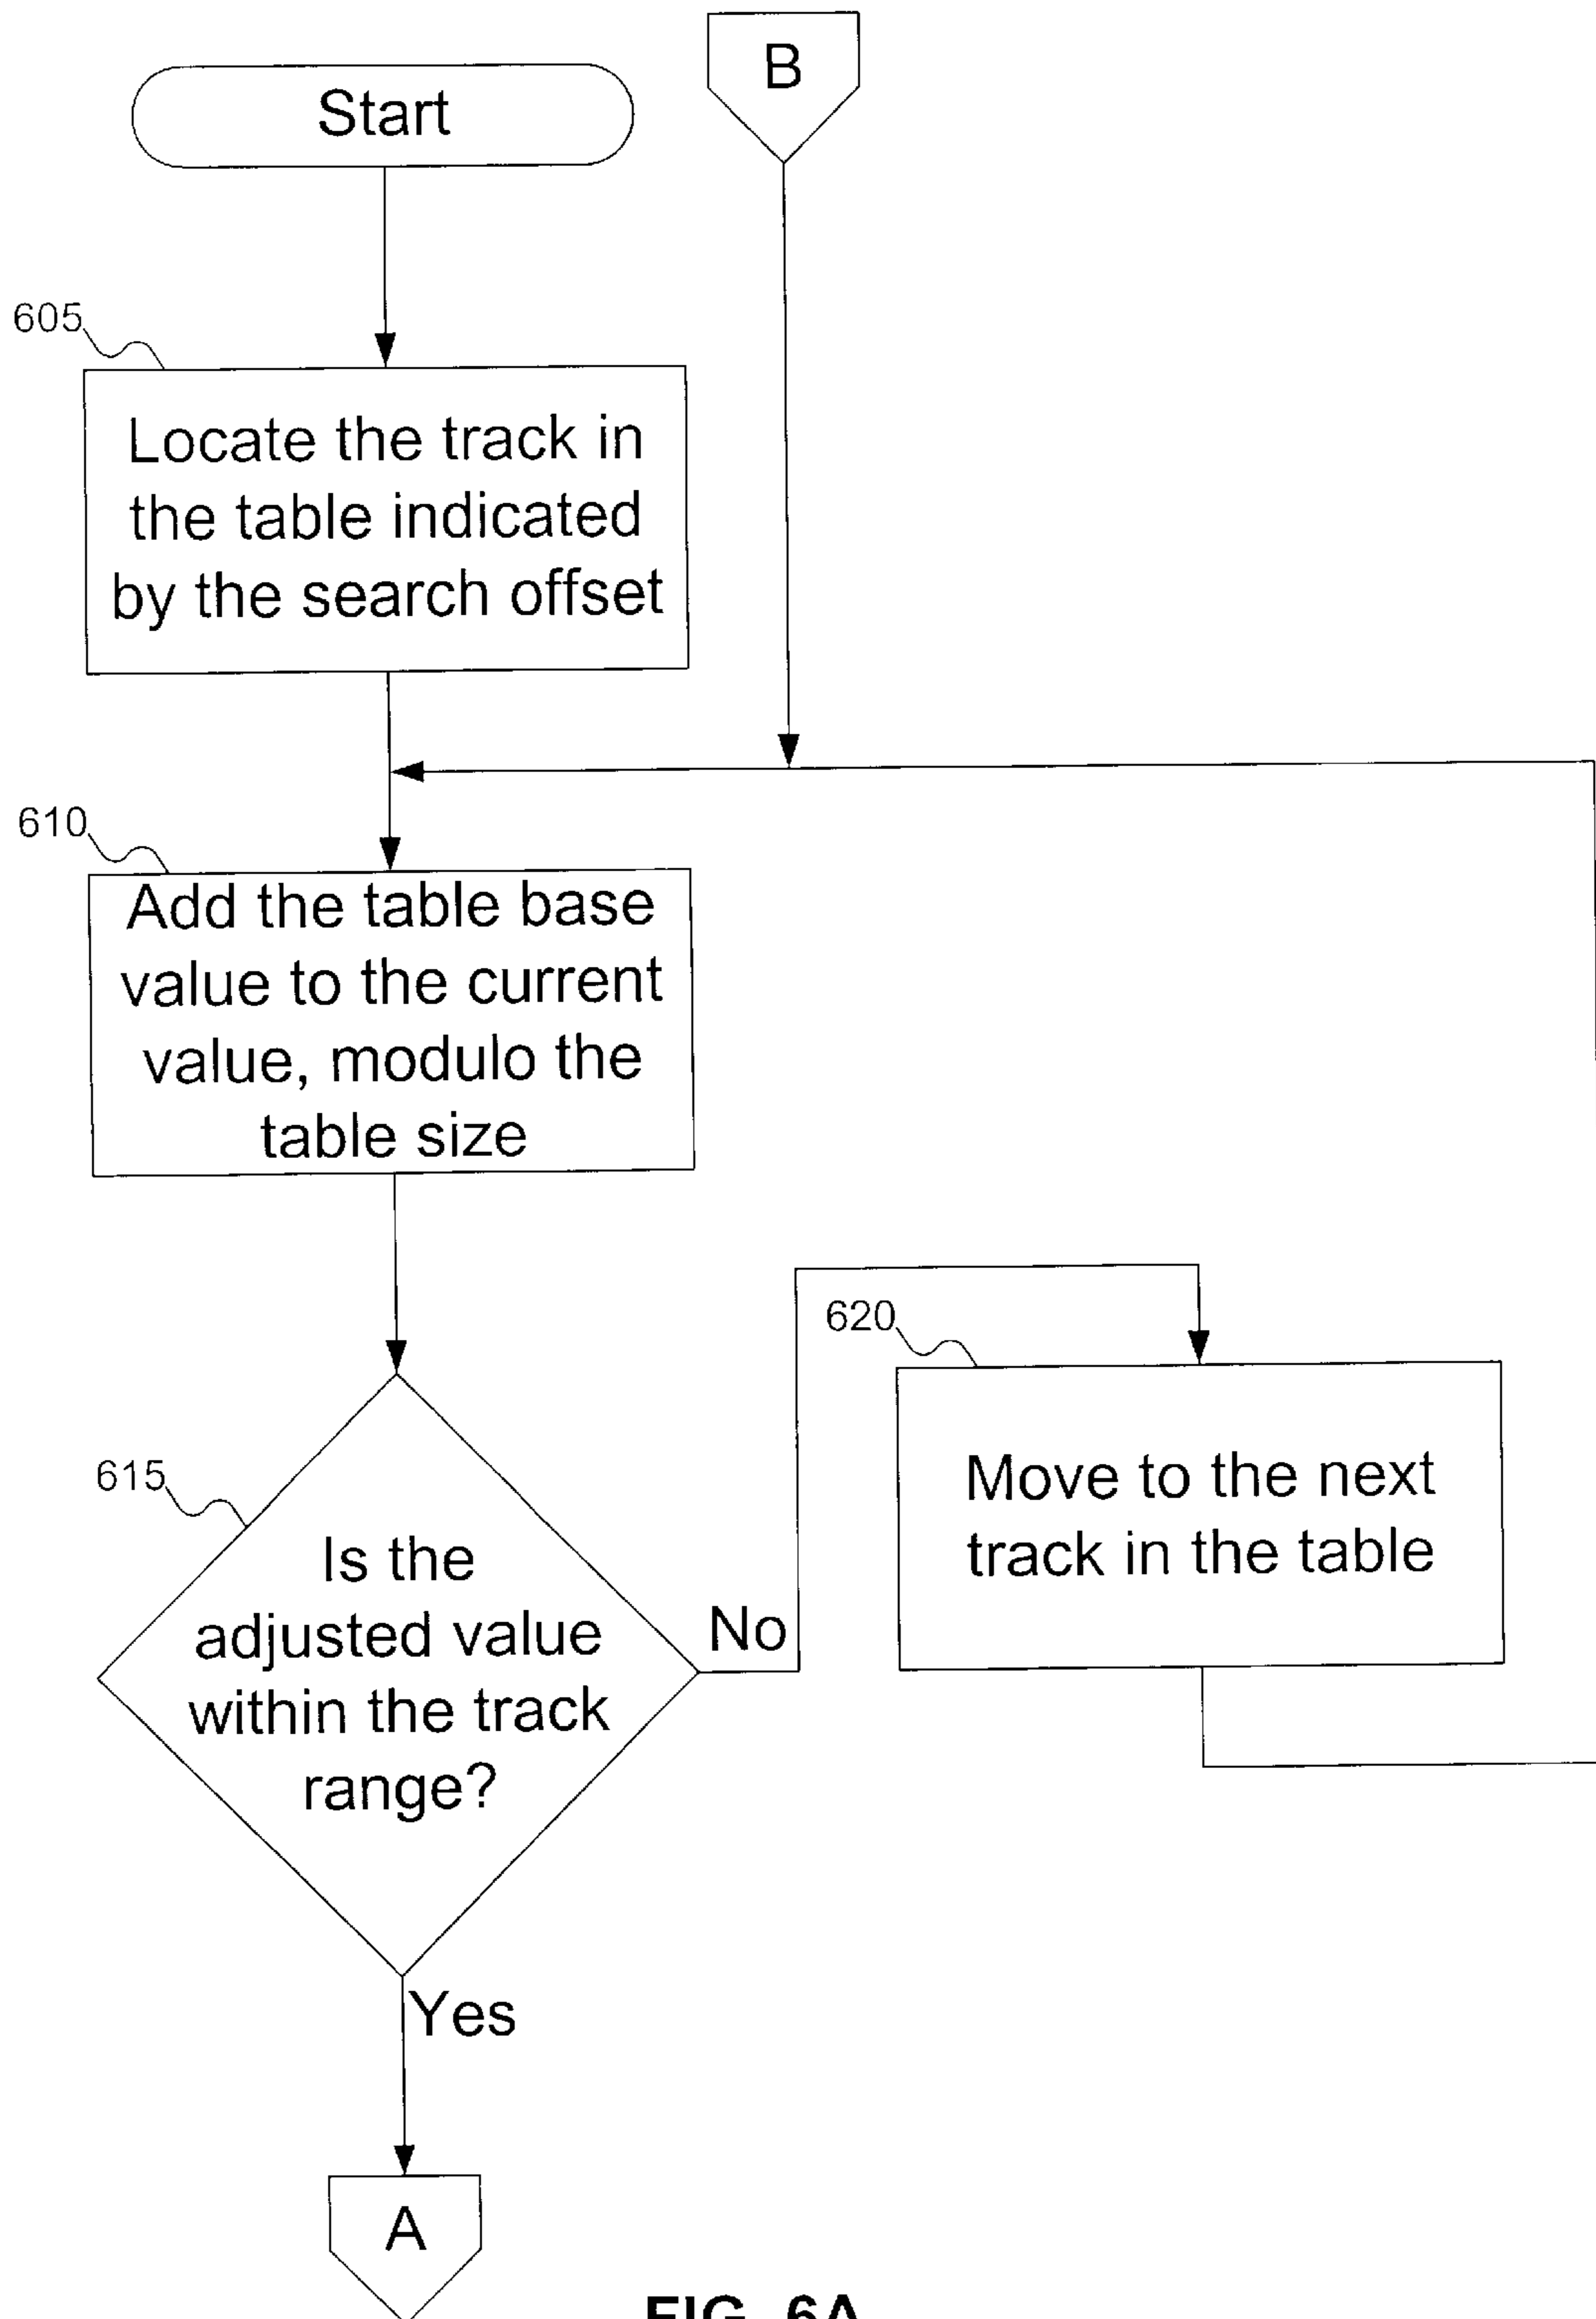 Start
B
605
Locate the track in
the table indicated
by the search offset
610
Add the table base
value to the current
value, modulo the
table size
615
Is the
adjusted value
within the track
range?
No
620
Move to the next
track in the table
Yes
A
FIG. 6A